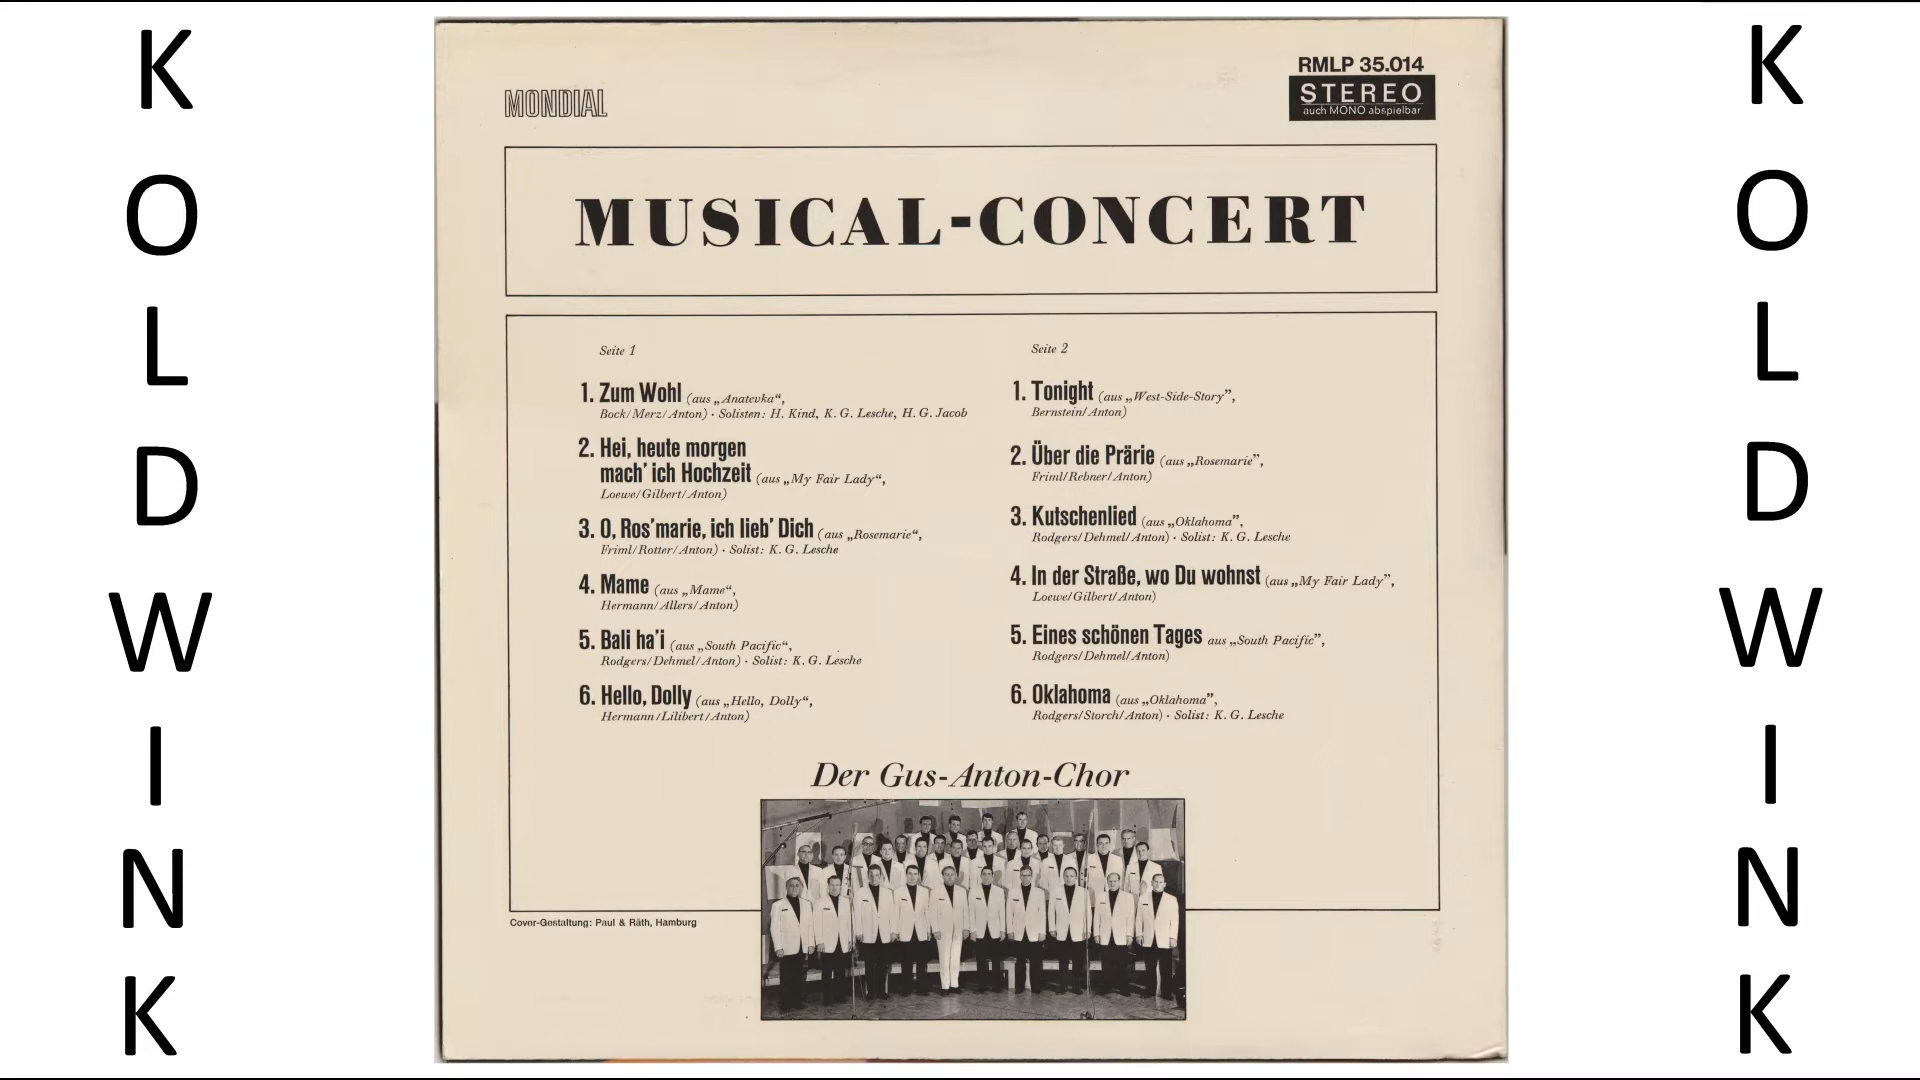 K
O
L
D
W
I
N
K
MONDIAL
RMLP 35.014
STEREO
auch MONO abspielbar
MUSICAL-CONCERT
Seite 1
1. Zum Wohl (aus „Anatevka“,
Bock/Merz/Anton) · Solisten: H. Kind, K. G. Lesche, H. G. Jacob
2. Hei, heute morgen
mach' ich Hochzeit (aus „My Fair Lady“,
Loewe/Gilbert/Anton)
3. O, Ros'marie, ich lieb' Dich (aus „Rosemarie“,
Friml/Rotter/Anton) · Solist: K. G. Lesche
4. Mame (aus „Mame“,
Hermann/Allers/Anton)
5. Bali ha'i (aus „South Pacific“,
Rodgers/Dehmel/Anton) · Solist: K. G. Lesche
6. Hello, Dolly (aus „Hello, Dolly“,
Hermann/Lilibert/Anton)
Seite 2
1. Tonight (aus „West-Side-Story”,
Bernstein/Anton)
2. Über die Prärie (aus „Rosemarie”,
Friml/Rebner/Anton)
3. Kutschenlied (aus „Oklahoma”,
Rodgers/Dehmel/Anton) · Solist: K. G. Lesche
4. In der Straße, wo Du wohnst (aus „My Fair Lady”,
Loewe/Gilbert/Anton)
5. Eines schönen Tages aus „South Pacific”,
Rodgers/Dehmel/Anton)
6. Oklahoma (aus „Oklahoma”,
Rodgers/Storch/Anton) · Solist: K. G. Lesche
Der Gus-Anton-Chor
Cover-Gestaltung: Paul & Räth, Hamburg
K
O
L
D
W
I
N
K